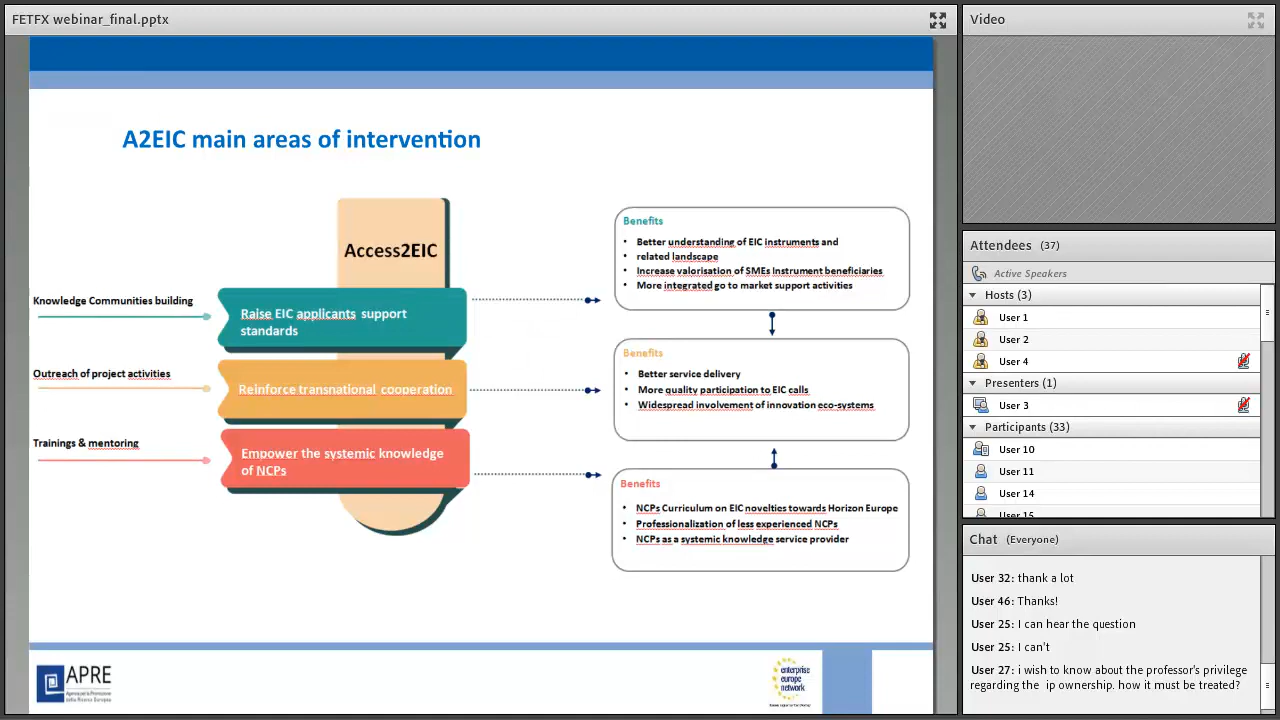 FETFX webinar_final.pptx
A2EIC main areas of intervention
Access2EIC
Knowledge Communities building
Raise EIC applicants support
standards
Outreach of project activities
Reinforce transnational cooperation
Trainings & mentoring
Empower the systemic knowledge
of NCPs
Benefits
• Better understanding of EIC instruments and
• related landscape
• Increase valorisation of SMEs Instrument beneficiaries
• More integrated go to market support activities
Benefits
• Better service delivery
• More quality participation to EIC calls
• Widespread involvement of innovation eco-systems
Benefits
• NCPs Curriculum on EIC novelties towards Horizon Europe
• Professionalization of less experienced NCPs
• NCPs as a systemic knowledge service provider
APRE
enterprise
europe
network
Video
Attendees (37)
Active Speakers
Hosts (3)
User 1
User 2
User 4
Presenters (1)
User 3
Participants (33)
User 10
User 11
User 14
User 15
Chat (Everyone)
User 32: thank a lot
User 46: Thanks!
User 25: I can hear the question
User 25: I can't
User 27: i wish to know about the professor's privilege
regarding the ip ownership. how it must be treated?